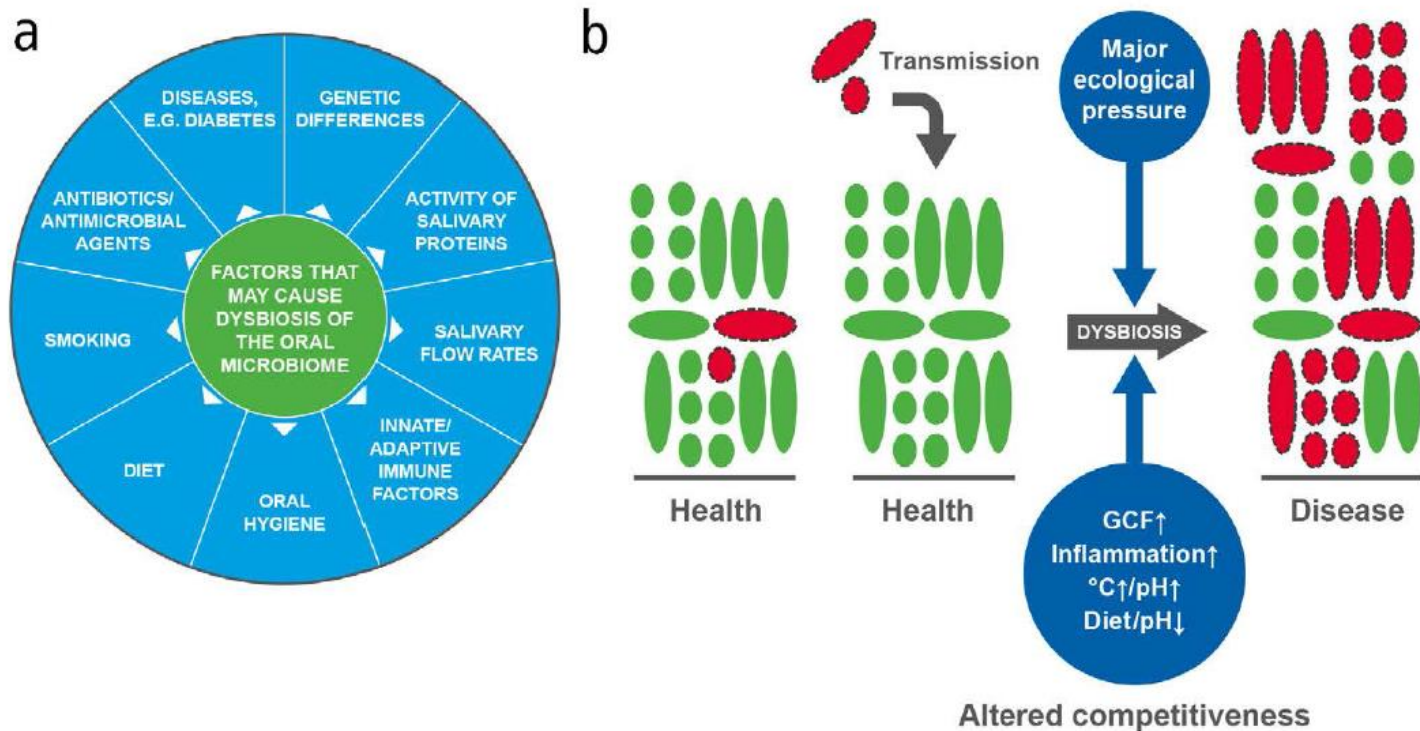 a
DISEASES,
E.G. DIABETES
GENETIC
DIFFERENCES
ACTIVITY OF
SALIVARY
PROTEINS
SALIVARY
FLOW RATES
INNATE/
ADAPTIVE
IMMUNE
FACTORS
ORAL
HYGIENE
DIET
SMOKING
ANTIBIOTICS/
ANTIMICROBIAL
AGENTS
FACTORS THAT
MAY CAUSE
DYSBIOSIS OF
THE ORAL
MICROBIOME
b
Transmission
Major
ecological
pressure
DYSBIOSIS
Health
Health
Disease
GCF↑
Inflammation↑
°C↑/pH↑
Diet/pH↓
Altered competitiveness